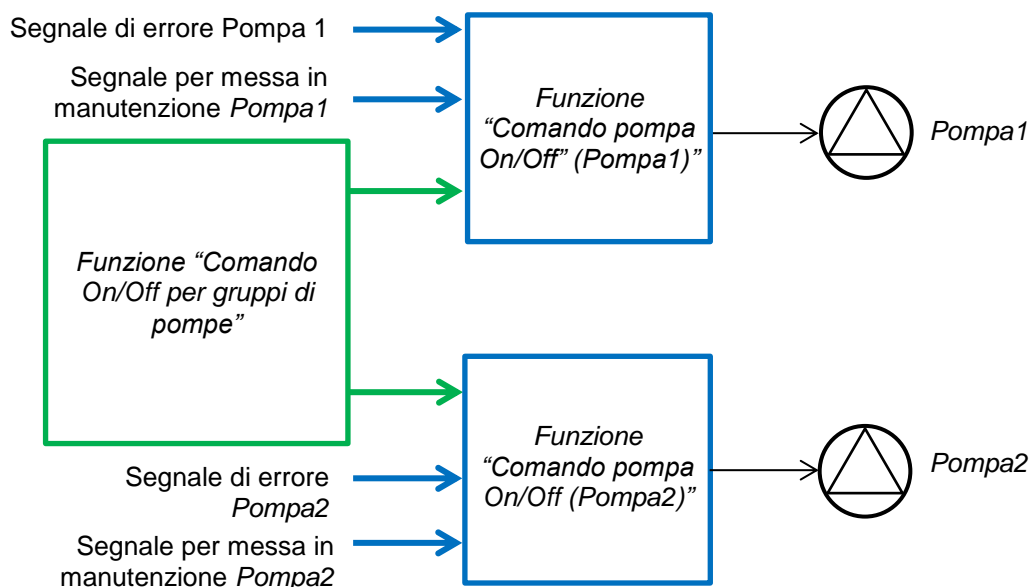 Segnale di errore Pompa 1
Segnale per messa in
manutenzione Pompa1
Funzione
“Comando pompa
On/Off” (Pompa1)”
Pompa1
Funzione “Comando
On/Off per gruppi di
pompe”
Funzione
“Comando pompa
On/Off (Pompa2)”
Pompa2
Segnale di errore
Pompa2
Segnale per messa in
manutenzione Pompa2